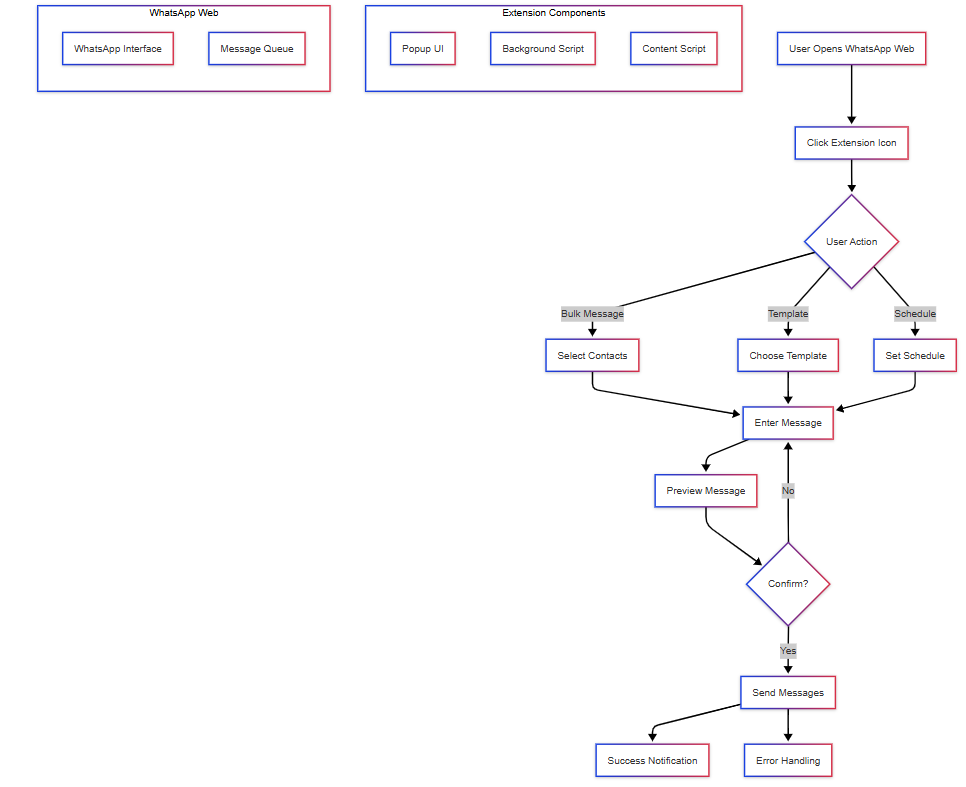 WhatsApp Web
WhatsApp Interface
Message Queue
Extension Components
Popup UI
Background Script
Content Script
User Opens WhatsApp Web
Click Extension Icon
User Action
Bulk Message
Template
Schedule
Select Contacts
Choose Template
Set Schedule
Enter Message
Preview Message
No
Confirm?
Yes
Send Messages
Success Notification
Error Handling